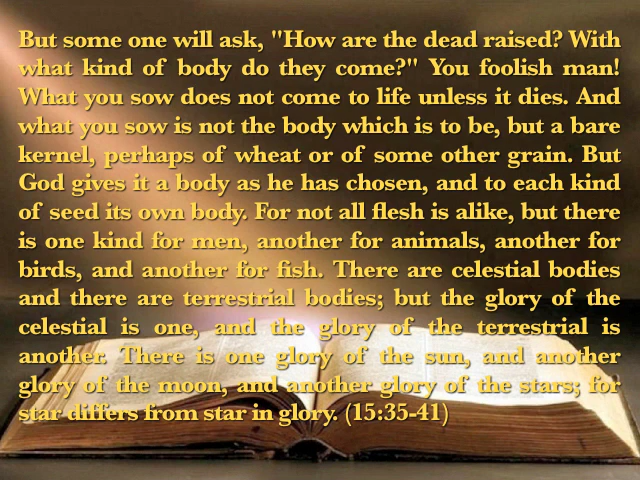 But some one will ask, "How are the dead raised? With
what kind of body do they come?" You foolish man!
What you sow does not come to life unless it dies. And
what you sow is not the body which is to be, but a bare
kernel, perhaps of wheat or of some other grain. But
God gives it a body as he has chosen, and to each kind
of seed its own body. For not all flesh is alike, but there
is one kind for men, another for animals, another for
birds, and another for fish. There are celestial bodies
and there are terrestrial bodies; but the glory of the
celestial is one, and the glory of the terrestrial is
another. There is one glory of the sun, and another
glory of the moon, and another glory of the stars; for
star differs from star in glory. (15:35-41)